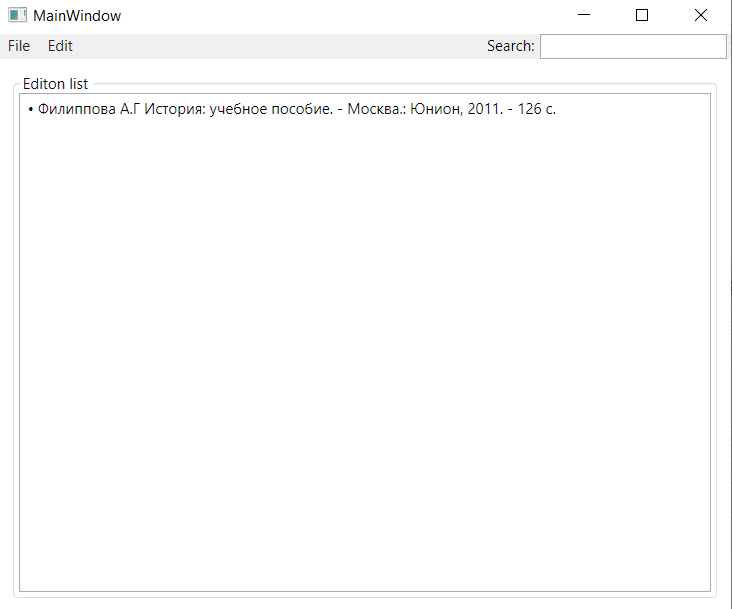 MainWindow
File Edit Search:
Editon list
• Филиппова А.Г История: учебное пособие. - Москва.: Юнион, 2011. - 126 с.